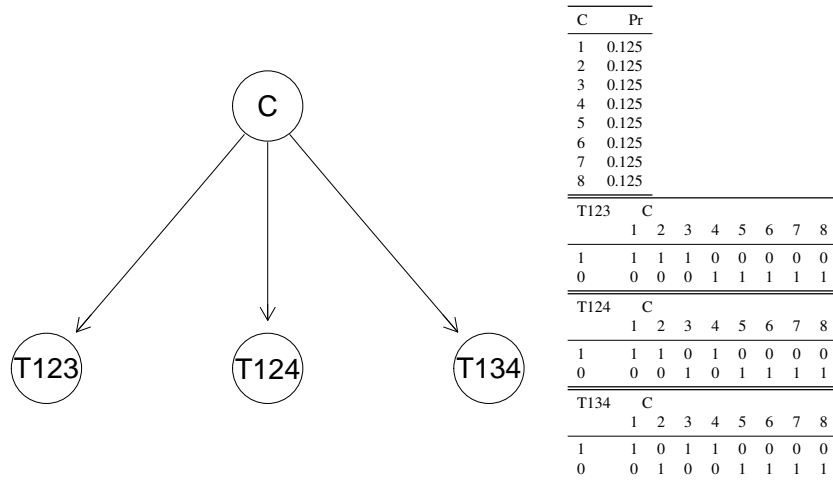 C
T123
T124
T134
C Pr
1 0.125
2 0.125
3 0.125
4 0.125
5 0.125
6 0.125
7 0.125
8 0.125
T123 C
1 2 3 4 5 6 7 8
1 1 1 1 0 0 0 0 0
0 0 0 0 1 1 1 1 1
T124 C
1 2 3 4 5 6 7 8
1 1 1 0 1 0 0 0 0
0 0 0 1 0 1 1 1 1
T134 C
1 2 3 4 5 6 7 8
1 1 0 1 1 0 0 0 0
0 0 1 0 0 1 1 1 1